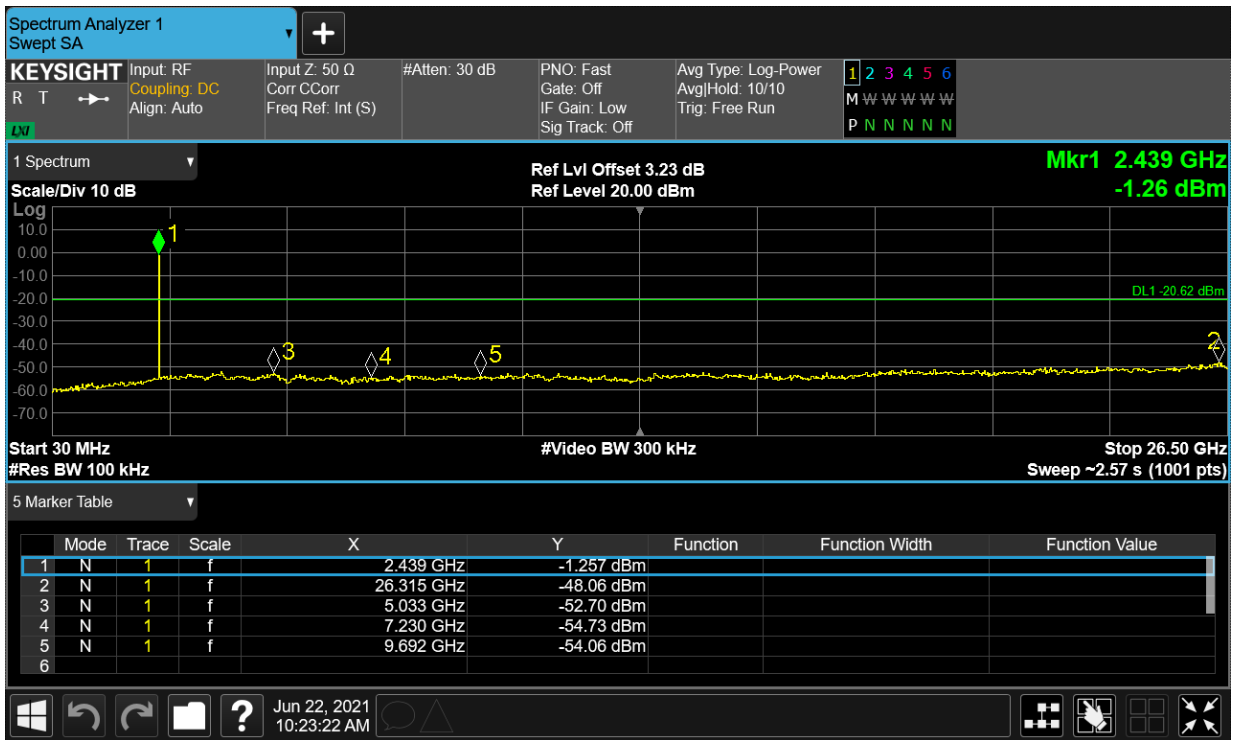 Spectrum Analyzer 1
Swept SA
+
KEYSIGHT
R T
LXI
Input: RF
Coupling: DC
Align: Auto
Input Z: 50 Ω
Corr CCorr
Freq Ref: Int (S)
#Atten: 30 dB
PNO: Fast
Gate: Off
IF Gain: Low
Sig Track: Off
Avg Type: Log-Power
Avg|Hold: 10/10
Trig: Free Run
1 2 3 4 5 6
M W W W W W
P N N N N N
1 Spectrum
Scale/Div 10 dB
Ref Lvl Offset 3.23 dB
Ref Level 20.00 dBm
Mkr1 2.439 GHz
-1.26 dBm
Log
10.0
0.00
-10.0
-20.0
-30.0
-40.0
-50.0
-60.0
-70.0
1
DL1 -20.62 dBm
3
4
5
2
Start 30 MHz
#Res BW 100 kHz
#Video BW 300 kHz
Stop 26.50 GHz
Sweep ~2.57 s (1001 pts)
5 Marker Table
Mode Trace Scale X Y Function Function Width Function Value
1 N 1 f 2.439 GHz -1.257 dBm
2 N 1 f 26.315 GHz -48.06 dBm
3 N 1 f 5.033 GHz -52.70 dBm
4 N 1 f 7.230 GHz -54.73 dBm
5 N 1 f 9.692 GHz -54.06 dBm
6
?
Jun 22, 2021
10:23:22 AM